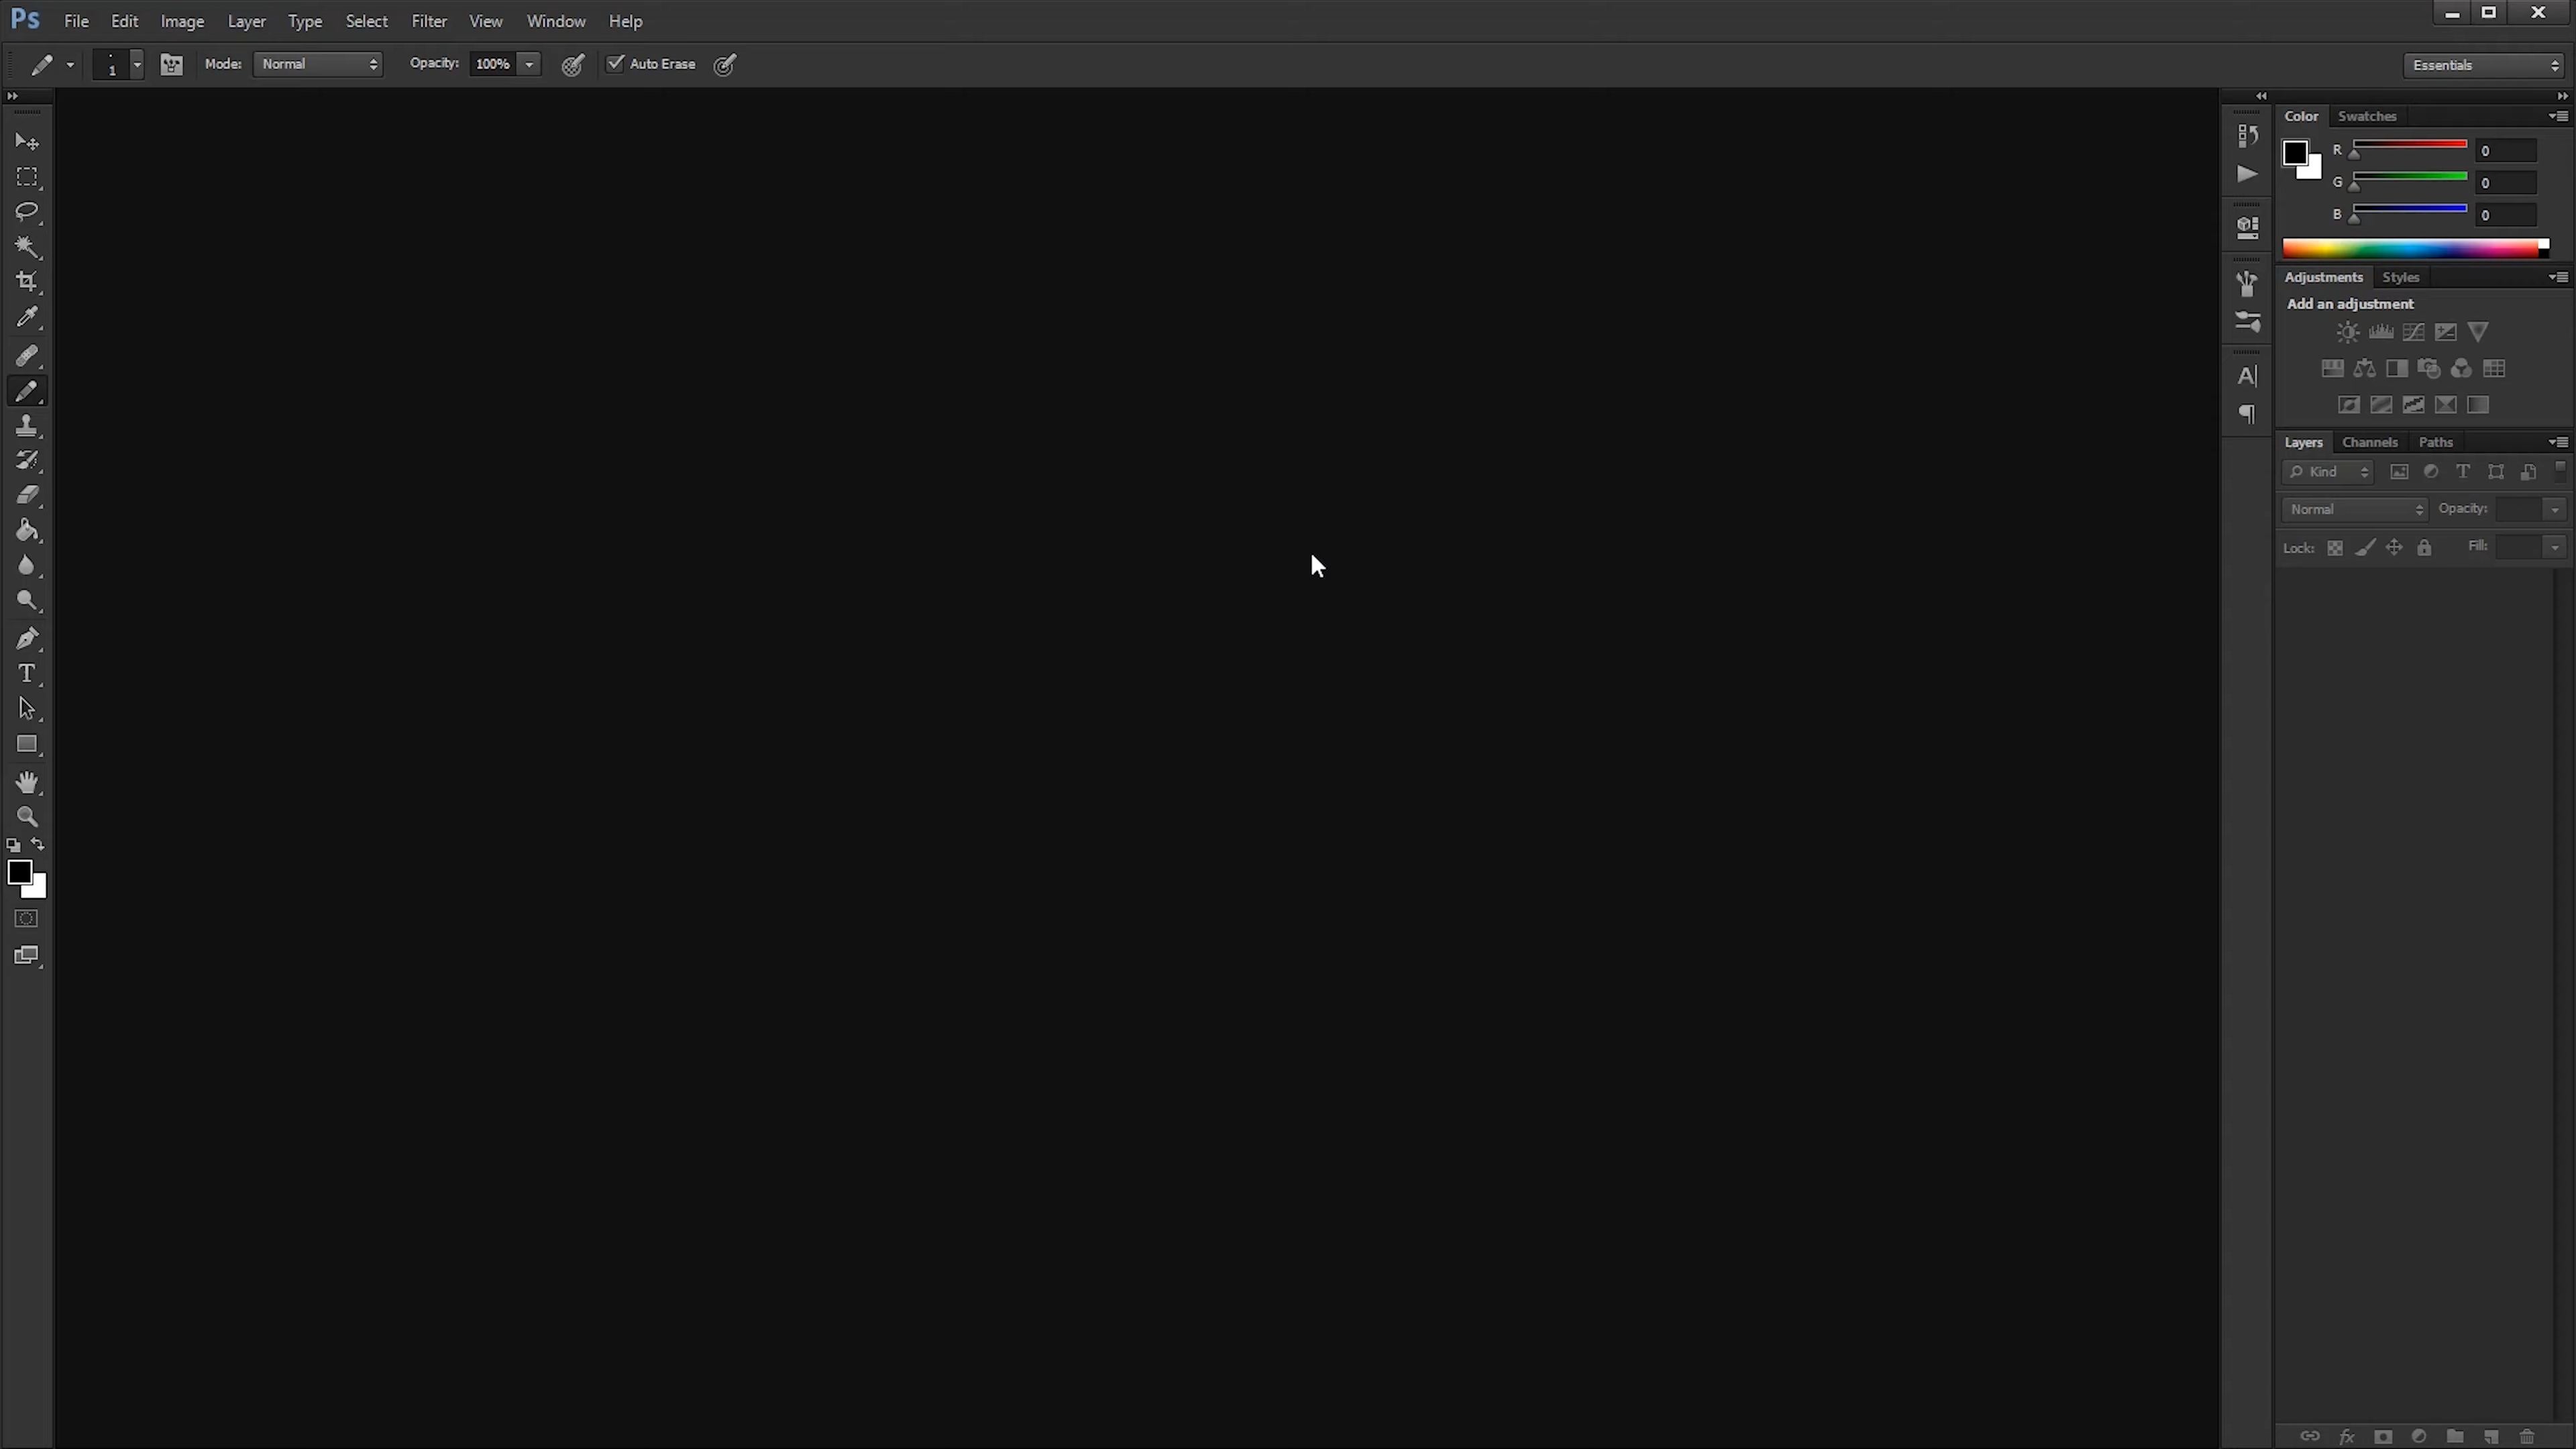 Ps File Edit Image Layer Type Select Filter View Window Help
1 Mode: Normal Opacity: 100% Auto Erase Essentials
Color Swatches
R 0
G 0
B 0
Adjustments Styles
Add an adjustment
Layers Channels Paths
Kind T
Normal Opacity:
Lock: Fill:
A
¶
T
fx